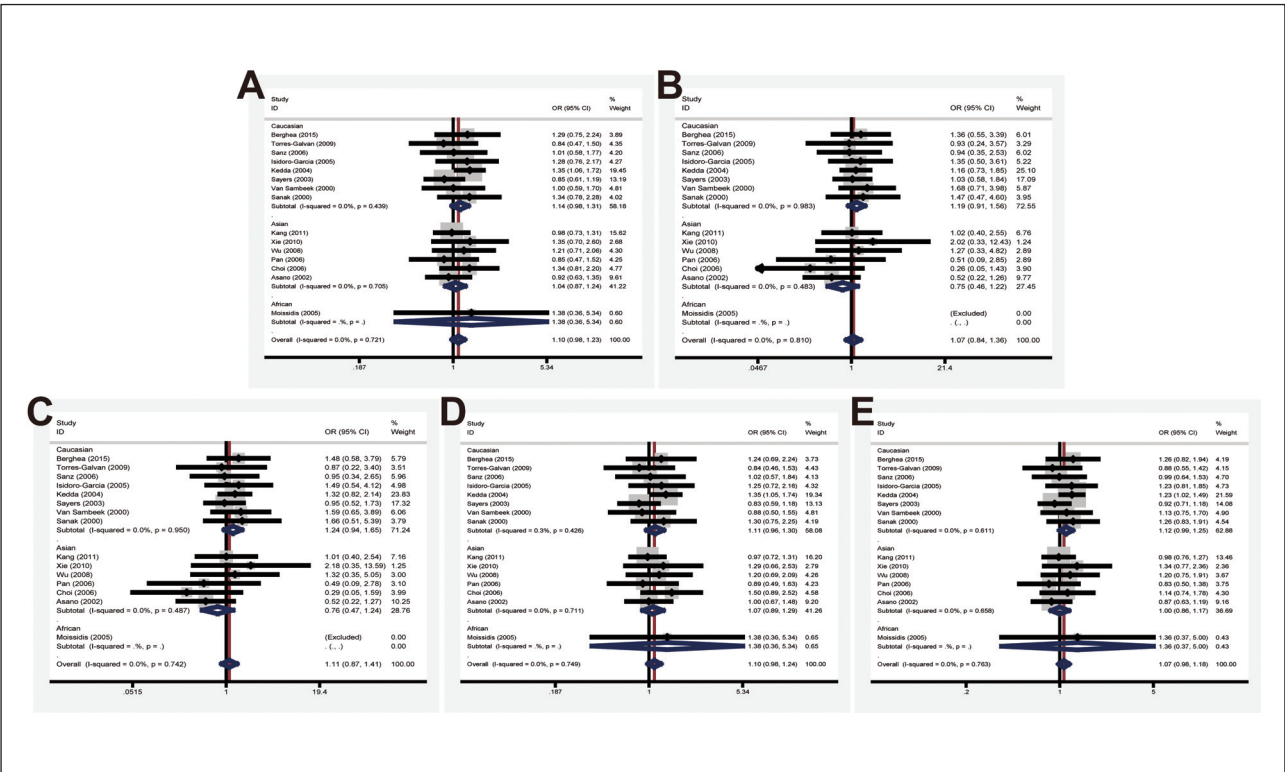 A
Study %
ID OR (95% CI) Weight
Caucasian
Berghea (2015) 1.29 (0.75, 2.24) 3.89
Torres-Galvan (2009) 0.84 (0.47, 1.50) 4.35
Sanz (2006) 1.01 (0.58, 1.77) 4.20
Isidoro-Garcia (2005) 1.28 (0.76, 2.17) 4.27
Kedda (2004) 1.35 (1.06, 1.72) 19.45
Sayers (2003) 0.85 (0.61, 1.19) 13.19
Van Sambeek (2000) 1.00 (0.59, 1.70) 4.81
Sanak (2000) 1.34 (0.78, 2.28) 4.02
Subtotal (I-squared = 0.0%, p = 0.439) 1.14 (0.98, 1.31) 58.18
.
Asian
Kang (2011) 0.98 (0.73, 1.31) 15.62
Xie (2010) 1.35 (0.70, 2.60) 2.68
Wu (2008) 1.21 (0.71, 2.06) 4.30
Pan (2006) 0.85 (0.47, 1.52) 4.25
Choi (2006) 1.34 (0.81, 2.20) 4.77
Asano (2002) 0.92 (0.63, 1.35) 9.61
Subtotal (I-squared = 0.0%, p = 0.705) 1.04 (0.87, 1.24) 41.22
.
African
Moissidis (2005) 1.38 (0.36, 5.34) 0.60
Subtotal (I-squared = .%, p = .) 1.38 (0.36, 5.34) 0.60
.
Overall (I-squared = 0.0%, p = 0.721) 1.10 (0.98, 1.23) 100.00
.187 1 5.34
B
Study %
ID OR (95% CI) Weight
Caucasian
Berghea (2015) 1.36 (0.55, 3.39) 6.01
Torres-Galvan (2009) 0.93 (0.24, 3.57) 3.29
Sanz (2006) 0.94 (0.35, 2.53) 6.02
Isidoro-Garcia (2005) 1.35 (0.50, 3.61) 5.22
Kedda (2004) 1.16 (0.73, 1.85) 25.10
Sayers (2003) 1.03 (0.58, 1.84) 17.09
Van Sambeek (2000) 1.68 (0.71, 3.98) 5.87
Sanak (2000) 1.47 (0.47, 4.60) 3.95
Subtotal (I-squared = 0.0%, p = 0.983) 1.19 (0.91, 1.56) 72.55
.
Asian
Kang (2011) 1.02 (0.40, 2.55) 6.76
Xie (2010) 2.02 (0.33, 12.43) 1.24
Wu (2008) 1.27 (0.33, 4.82) 2.89
Pan (2006) 0.51 (0.09, 2.85) 2.89
Choi (2006) 0.26 (0.05, 1.43) 3.90
Asano (2002) 0.52 (0.22, 1.26) 9.77
Subtotal (I-squared = 0.0%, p = 0.483) 0.75 (0.46, 1.22) 27.45
.
African
Moissidis (2005) (Excluded) 0.00
Subtotal (I-squared = .%, p = .) . (., .) 0.00
.
Overall (I-squared = 0.0%, p = 0.810) 1.07 (0.84, 1.36) 100.00
.0467 1 21.4
C
Study %
ID OR (95% CI) Weight
Caucasian
Berghea (2015) 1.48 (0.58, 3.79) 5.79
Torres-Galvan (2009) 0.87 (0.22, 3.40) 3.51
Sanz (2006) 0.95 (0.34, 2.65) 5.96
Isidoro-Garcia (2005) 1.49 (0.54, 4.12) 4.98
Kedda (2004) 1.32 (0.82, 2.14) 23.83
Sayers (2003) 0.95 (0.52, 1.73) 17.32
Van Sambeek (2000) 1.59 (0.65, 3.89) 6.06
Sanak (2000) 1.66 (0.51, 5.39) 3.79
Subtotal (I-squared = 0.0%, p = 0.950) 1.24 (0.94, 1.65) 71.24
.
Asian
Kang (2011) 1.01 (0.40, 2.54) 7.16
Xie (2010) 2.18 (0.35, 13.59) 1.25
Wu (2008) 1.32 (0.35, 5.05) 3.00
Pan (2006) 0.49 (0.09, 2.78) 3.10
Choi (2006) 0.29 (0.05, 1.59) 3.99
Asano (2002) 0.52 (0.22, 1.27) 10.25
Subtotal (I-squared = 0.0%, p = 0.487) 0.76 (0.47, 1.24) 28.76
.
African
Moissidis (2005) (Excluded) 0.00
Subtotal (I-squared = .%, p = .) . (., .) 0.00
.
Overall (I-squared = 0.0%, p = 0.742) 1.11 (0.87, 1.41) 100.00
.0515 1 19.4
D
Study %
ID OR (95% CI) Weight
Caucasian
Berghea (2015) 1.24 (0.69, 2.24) 3.73
Torres-Galvan (2009) 0.84 (0.46, 1.53) 4.43
Sanz (2006) 1.02 (0.57, 1.84) 4.13
Isidoro-Garcia (2005) 1.25 (0.72, 2.16) 4.32
Kedda (2004) 1.35 (1.05, 1.74) 19.34
Sayers (2003) 0.83 (0.59, 1.18) 13.13
Van Sambeek (2000) 0.88 (0.50, 1.55) 4.81
Sanak (2000) 1.30 (0.75, 2.25) 4.19
Subtotal (I-squared = 0.3%, p = 0.426) 1.11 (0.96, 1.30) 58.08
.
Asian
Kang (2011) 0.97 (0.72, 1.31) 16.20
Xie (2010) 1.29 (0.66, 2.53) 2.79
Wu (2008) 1.20 (0.69, 2.09) 4.26
Pan (2006) 0.89 (0.49, 1.63) 4.23
Choi (2006) 1.50 (0.89, 2.52) 4.58
Asano (2002) 1.00 (0.67, 1.48) 9.20
Subtotal (I-squared = 0.0%, p = 0.711) 1.07 (0.89, 1.29) 41.26
.
African
Moissidis (2005) 1.38 (0.36, 5.34) 0.65
Subtotal (I-squared = .%, p = .) 1.38 (0.36, 5.34) 0.65
.
Overall (I-squared = 0.0%, p = 0.749) 1.10 (0.98, 1.24) 100.00
.187 1 5.34
E
Study %
ID OR (95% CI) Weight
Caucasian
Berghea (2015) 1.26 (0.82, 1.94) 4.19
Torres-Galvan (2009) 0.88 (0.55, 1.42) 4.15
Sanz (2006) 0.99 (0.64, 1.53) 4.70
Isidoro-Garcia (2005) 1.23 (0.81, 1.85) 4.73
Kedda (2004) 1.23 (1.02, 1.49) 21.59
Sayers (2003) 0.92 (0.71, 1.18) 14.08
Van Sambeek (2000) 1.13 (0.75, 1.70) 4.90
Sanak (2000) 1.26 (0.83, 1.91) 4.54
Subtotal (I-squared = 0.0%, p = 0.611) 1.12 (0.99, 1.25) 62.88
.
Asian
Kang (2011) 0.98 (0.76, 1.27) 13.46
Xie (2010) 1.34 (0.77, 2.36) 2.36
Wu (2008) 1.20 (0.75, 1.91) 3.67
Pan (2006) 0.83 (0.50, 1.38) 3.75
Choi (2006) 1.14 (0.74, 1.78) 4.30
Asano (2002) 0.87 (0.63, 1.19) 9.16
Subtotal (I-squared = 0.0%, p = 0.658) 1.00 (0.86, 1.17) 36.69
.
African
Moissidis (2005) 1.36 (0.37, 5.00) 0.43
Subtotal (I-squared = .%, p = .) 1.36 (0.37, 5.00) 0.43
.
Overall (I-squared = 0.0%, p = 0.763) 1.07 (0.98, 1.18) 100.00
.2 1 5